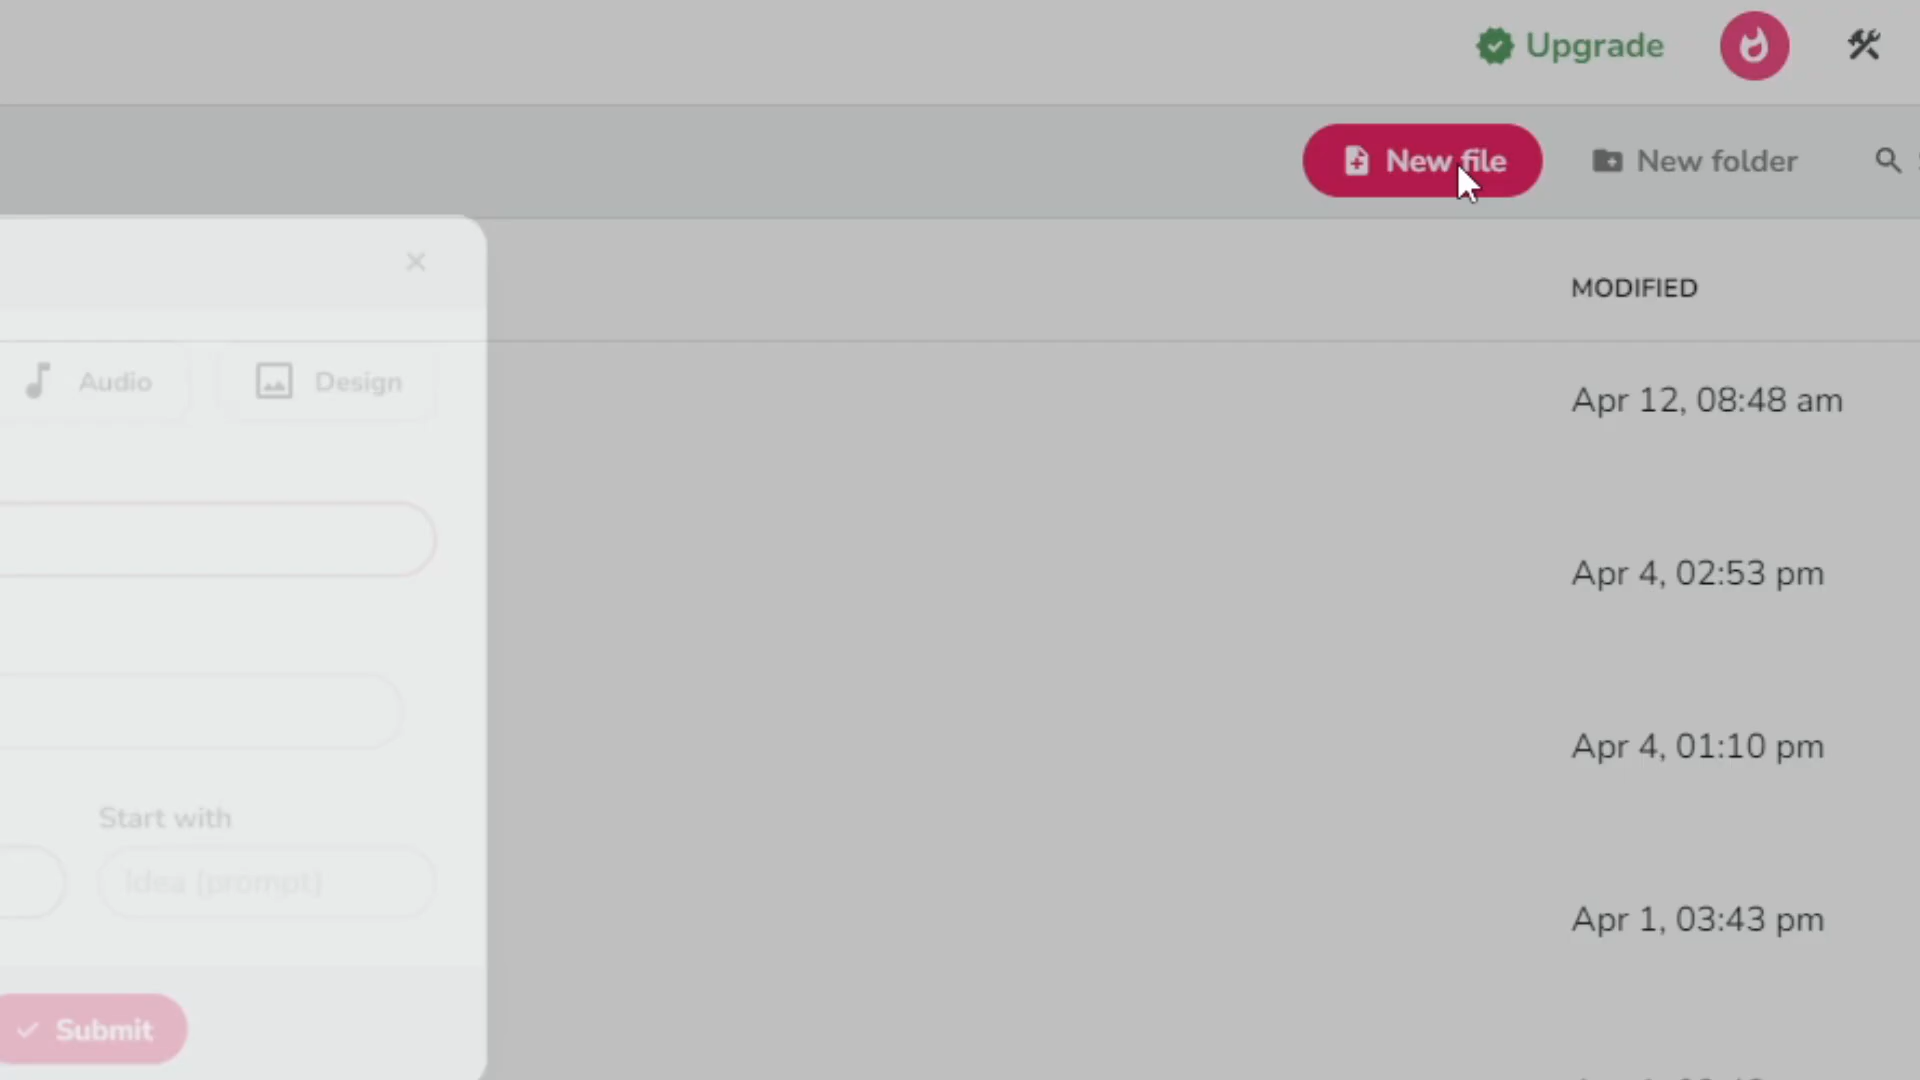 Upgrade
New file
New folder
MODIFIED
Audio
Design
Apr 12, 08:48 am
Apr 4, 02:53 pm
Apr 4, 01:10 pm
Start with
Idea (prompt)
Apr 1, 03:43 pm
Submit